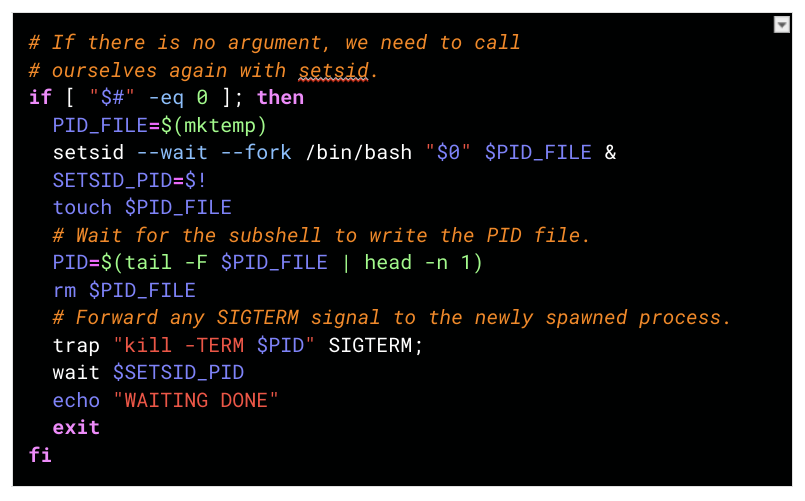 # If there is no argument, we need to call
# ourselves again with setsid.
if [ "$#" -eq 0 ]; then
  PID_FILE=$(mktemp)
  setsid --wait --fork /bin/bash "$0" $PID_FILE &
  SETSID_PID=$!
  touch $PID_FILE
  # Wait for the subshell to write the PID file.
  PID=$(tail -F $PID_FILE | head -n 1)
  rm $PID_FILE
  # Forward any SIGTERM signal to the newly spawned process.
  trap "kill -TERM $PID" SIGTERM;
  wait $SETSID_PID
  echo "WAITING DONE"
  exit
fi